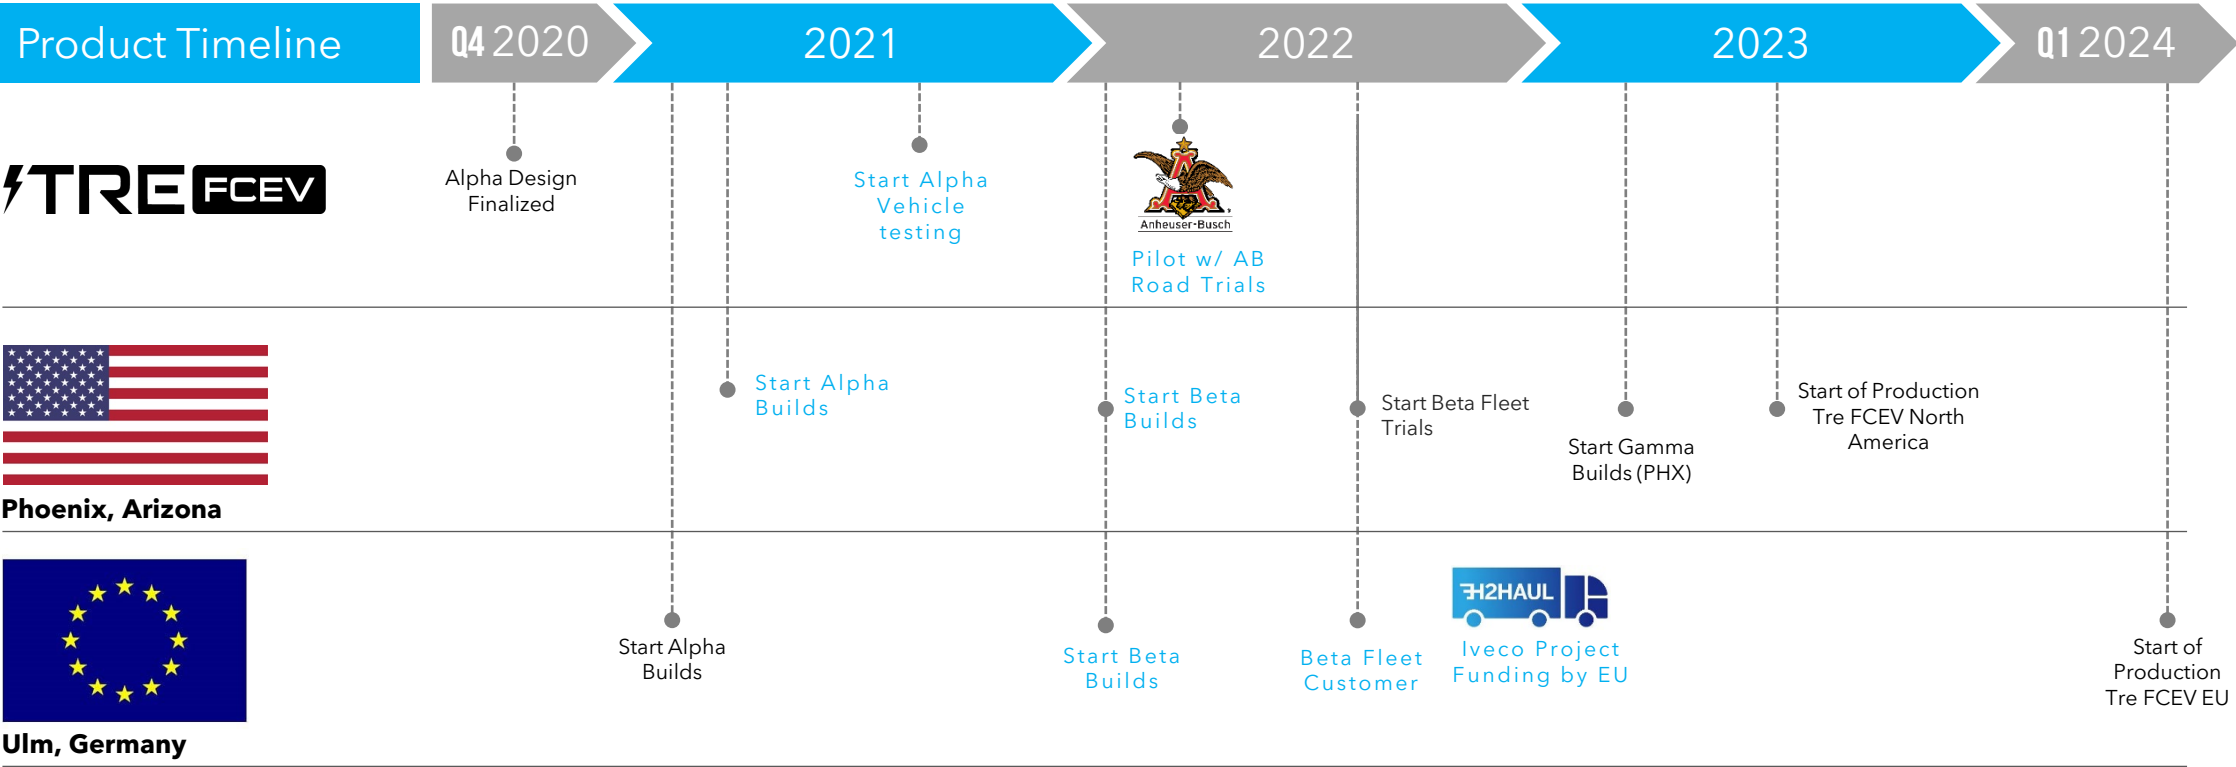 Product Timeline
Q4 2020
2021
2022
2023
Q1 2024
TRE FCEV
Alpha Design
Finalized
Start Alpha
Vehicle
testing
Anheuser-Busch
Pilot w/ AB
Road Trials
Phoenix, Arizona
Start Alpha
Builds
Start Beta
Builds
Start Beta Fleet
Trials
Start Gamma
Builds (PHX)
Start of Production
Tre FCEV North
America
Ulm, Germany
Start Alpha
Builds
Start Beta
Builds
Beta Fleet
Customer
H2HAUL
Iveco Project
Funding by EU
Start of
Production
Tre FCEV EU